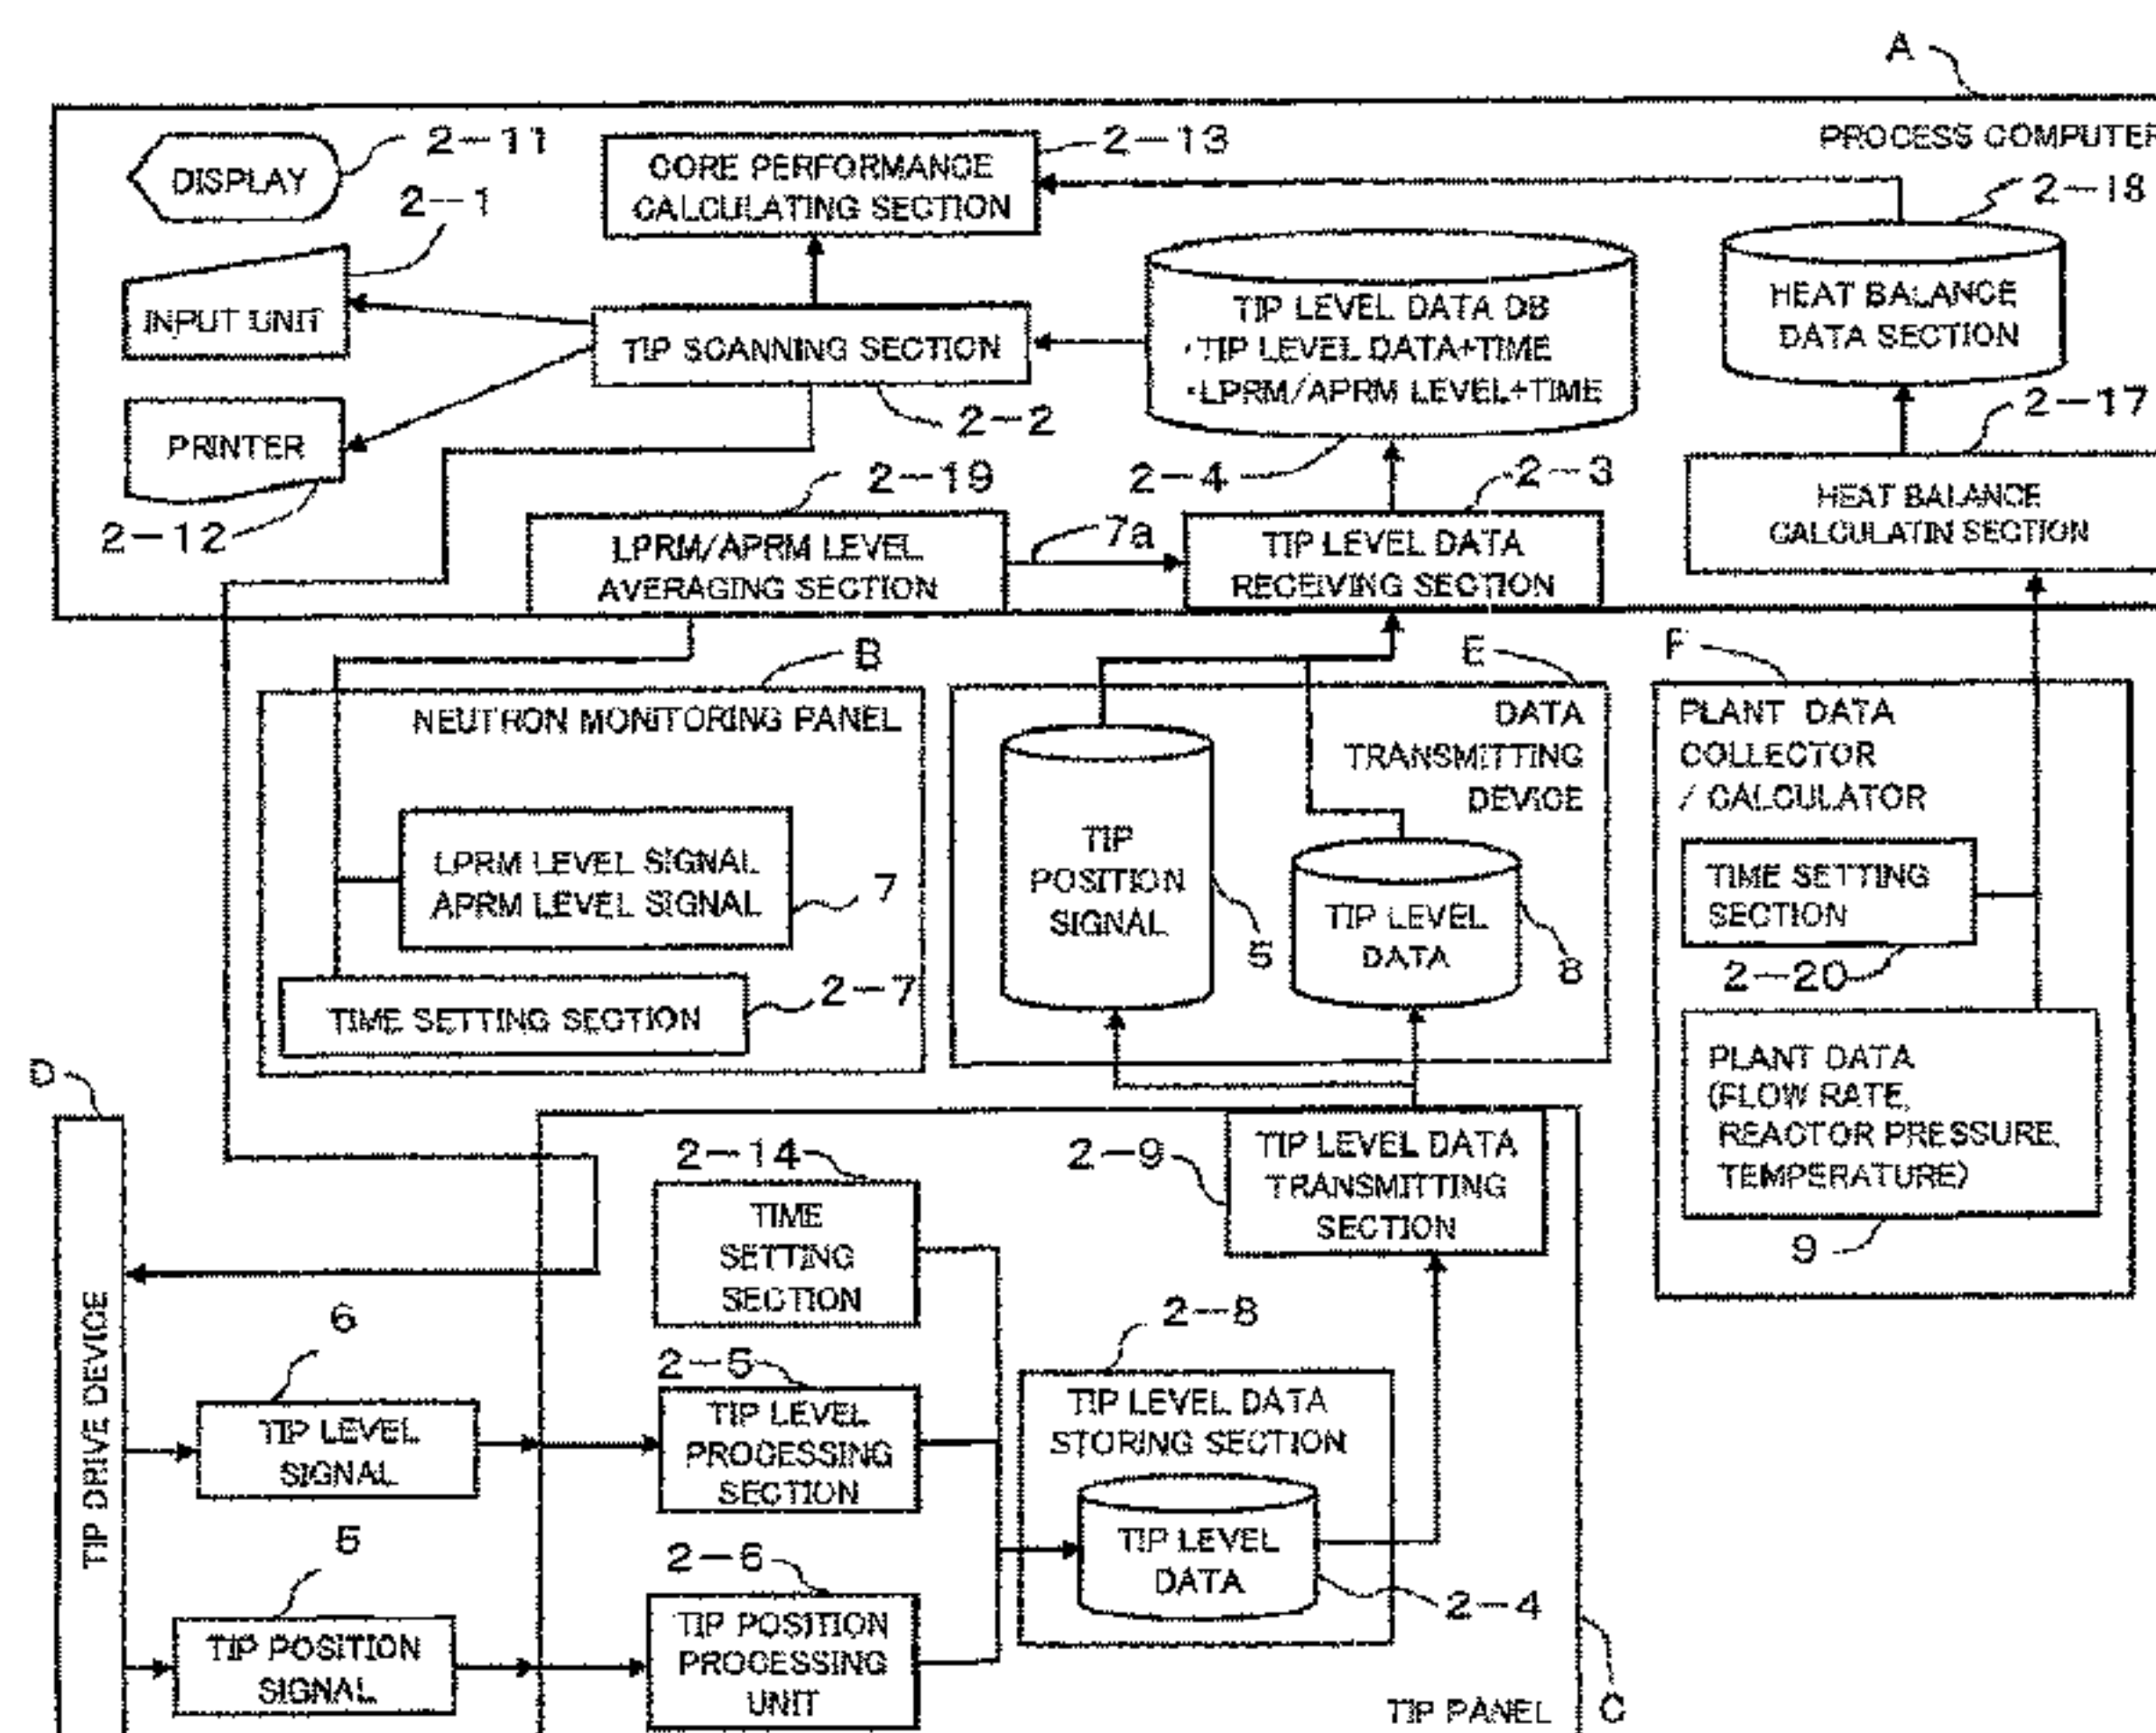 A
PROCESS COMPUTER
DISPLAY
2-11
2-1
INPUT UNIT
PRINTER
2-12
CORE PERFORMANCE
CALCULATING SECTION
2-13
TIP SCANNING SECTION
2-2
TIP LEVEL DATA DB
・TIP LEVEL DATA+TIME
・LPRM/APRM LEVEL+TIME
2-4
2-18
HEAT BALANCE
DATA SECTION
2-17
HEAT BALANCE
CALCULATIN SECTION
2-19
LPRM/APRM LEVEL
AVERAGING SECTION
7a
2-3
TIP LEVEL DATA
RECEIVING SECTION
B
NEUTRON MONITORING PANEL
LPRM LEVEL SIGNAL
APRM LEVEL SIGNAL
7
TIME SETTING SECTION
2-7
E
DATA
TRANSMITTING
DEVICE
TIP
POSITION
SIGNAL
5
TIP LEVEL
DATA
8
F
PLANT DATA
COLLECTOR
/ CALCULATOR
TIME SETTING
SECTION
2-20
PLANT DATA
(FLOW RATE,
REACTOR PRESSURE,
TEMPERATURE)
9
D
TIP DRIVE DEVICE
6
TIP LEVEL
SIGNAL
5
TIP POSITION
SIGNAL
2-14
TIME
SETTING
SECTION
2-5
TIP LEVEL
PROCESSING
SECTION
2-6
TIP POSITION
PROCESSING
UNIT
2-9
TIP LEVEL DATA
TRANSMITTING
SECTION
2-8
TIP LEVEL DATA
STORING SECTION
TIP LEVEL
DATA
2-4
TIP PANEL
C